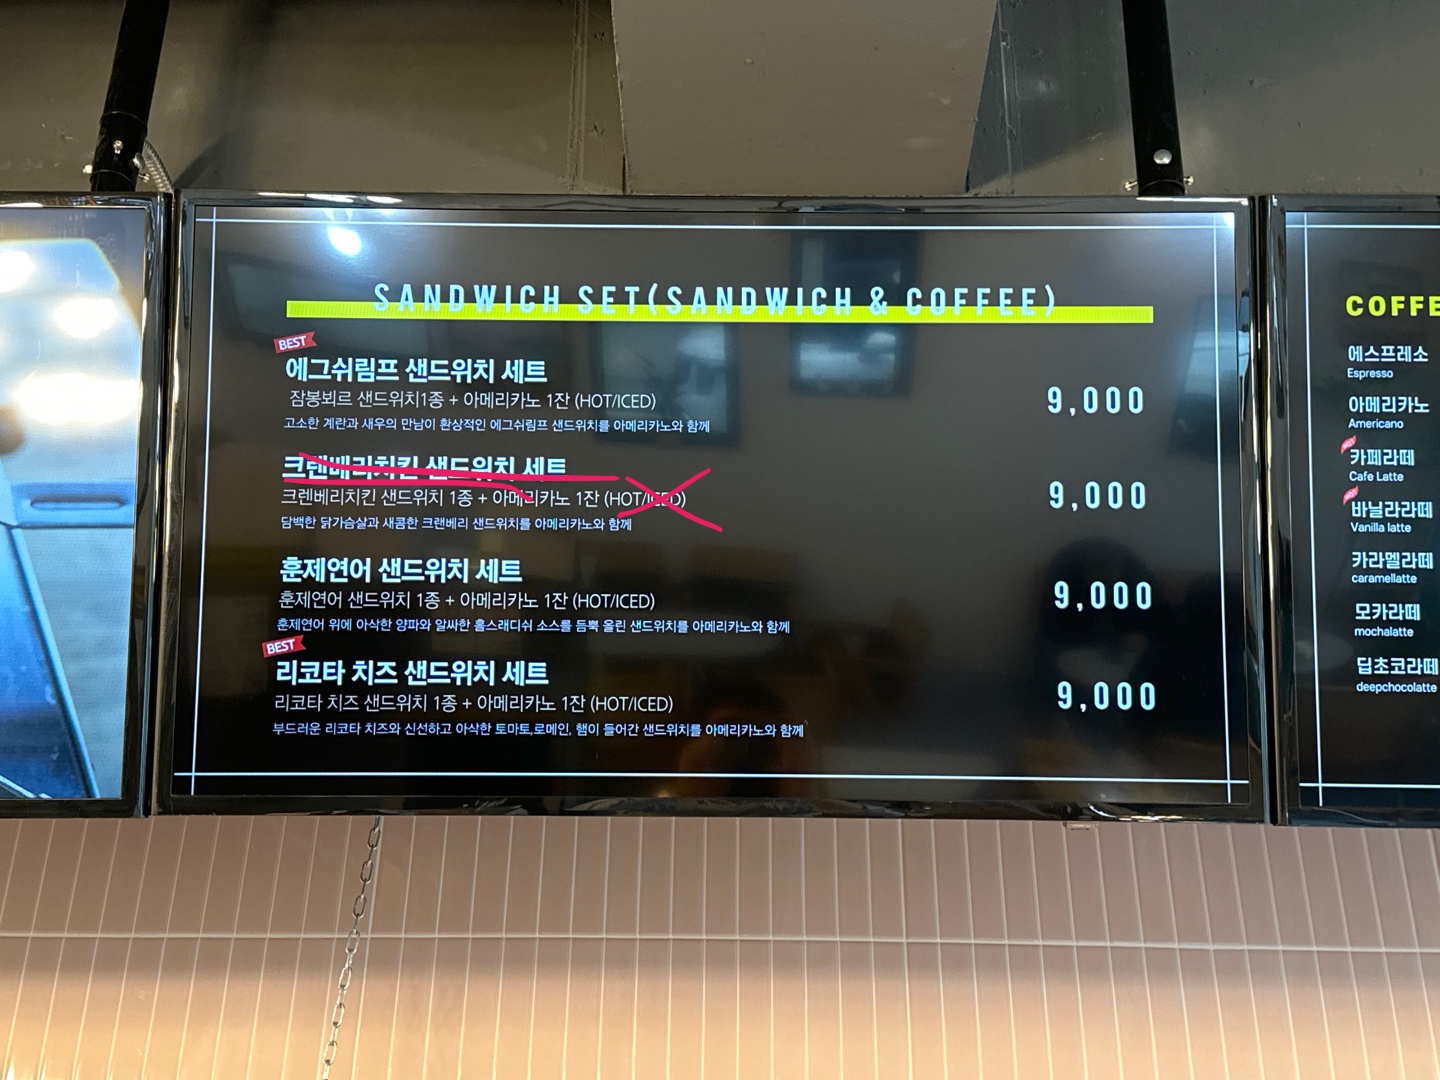 SANDWICH SET(SANDWICH & COFFEE)
BEST
에그쉬림프 샌드위치 세트
잠봉뵈르 샌드위치1종 + 아메리카노 1잔 (HOT/ICED)
9,000
고소한 계란과 새우의 만남이 환상적인 에그쉬림프 샌드위치를 아메리카노와 함께
크렌베리치킨 샌드위치 세트
크렌베리치킨 샌드위치 1종 + 아메리카노 1잔 (HOT/ICED)
9,000
담백한 닭가슴살과 새콤한 크랜베리 샌드위치를 아메리카노와 함께
훈제연어 샌드위치 세트
훈제연어 샌드위치 1종 + 아메리카노 1잔 (HOT/ICED)
9,000
훈제연어 위에 아삭한 양파와 알싸한 홀스래디쉬 소스를 듬뿍 올린 샌드위치를 아메리카노와 함께
BEST
리코타 치즈 샌드위치 세트
리코타 치즈 샌드위치 1종 + 아메리카노 1잔 (HOT/ICED)
9,000
부드러운 리코타 치즈와 신선하고 아삭한 토마토,로메인, 햄이 들어간 샌드위치를 아메리카노와 함께
COFFE
에스프레소
Espresso
아메리카노
Americano
카페라떼
Cafe Latte
바닐라라떼
Vanilla latte
카라멜라떼
caramellatte
모카라떼
mochalatte
딥초코라떼
deepchocolatte